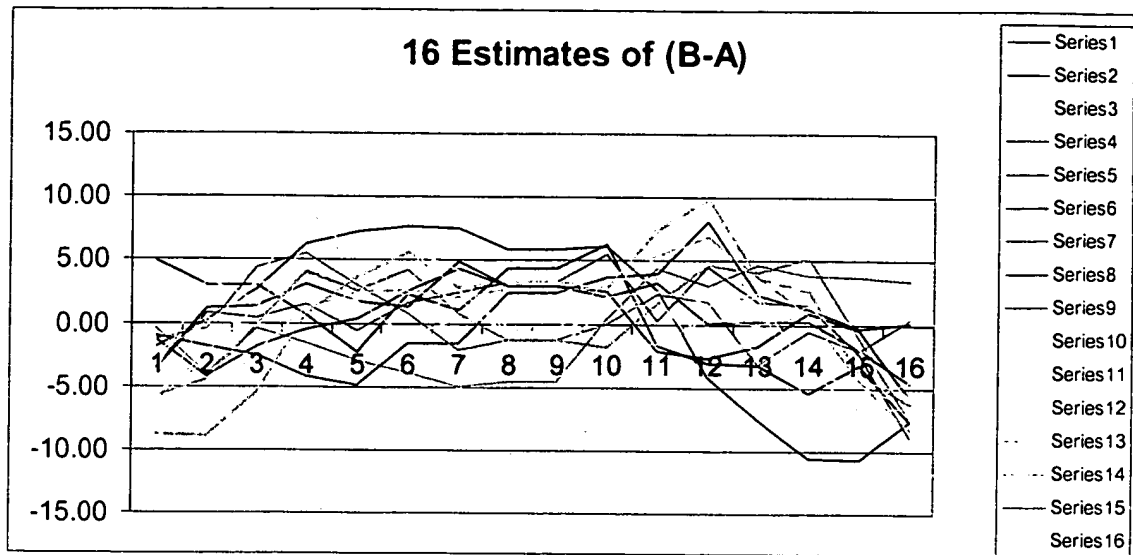 16 Estimates of (B-A)
15.00
10.00
5.00
0.00
-5.00
-10.00
-15.00
1 2 3 4 5 6 7 8 9 10 11 12 13 14 15 16
Series1
Series2
Series3
Series4
Series5
Series6
Series7
Series8
Series9
Series10
Series11
Series12
Series13
Series14
Series15
Series16